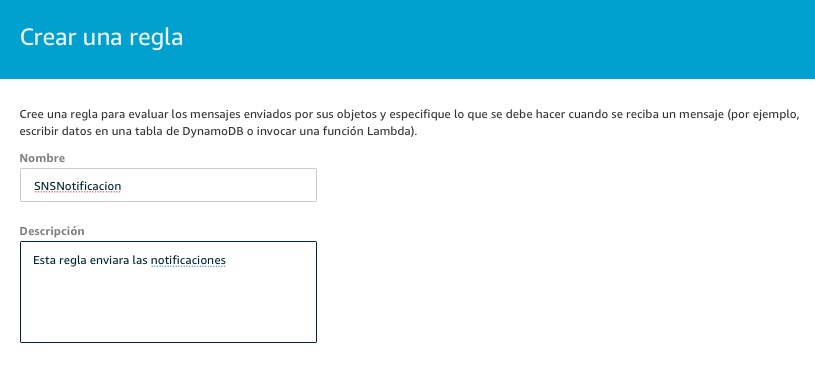 Crear una regla
Cree una regla para evaluar los mensajes enviados por sus objetos y especifique lo que se debe hacer cuando se reciba un mensaje (por ejemplo,
escribir datos en una tabla de DynamoDB o invocar una función Lambda).
Nombre
SNSNotificacion
Descripción
Esta regla enviara las notificaciones